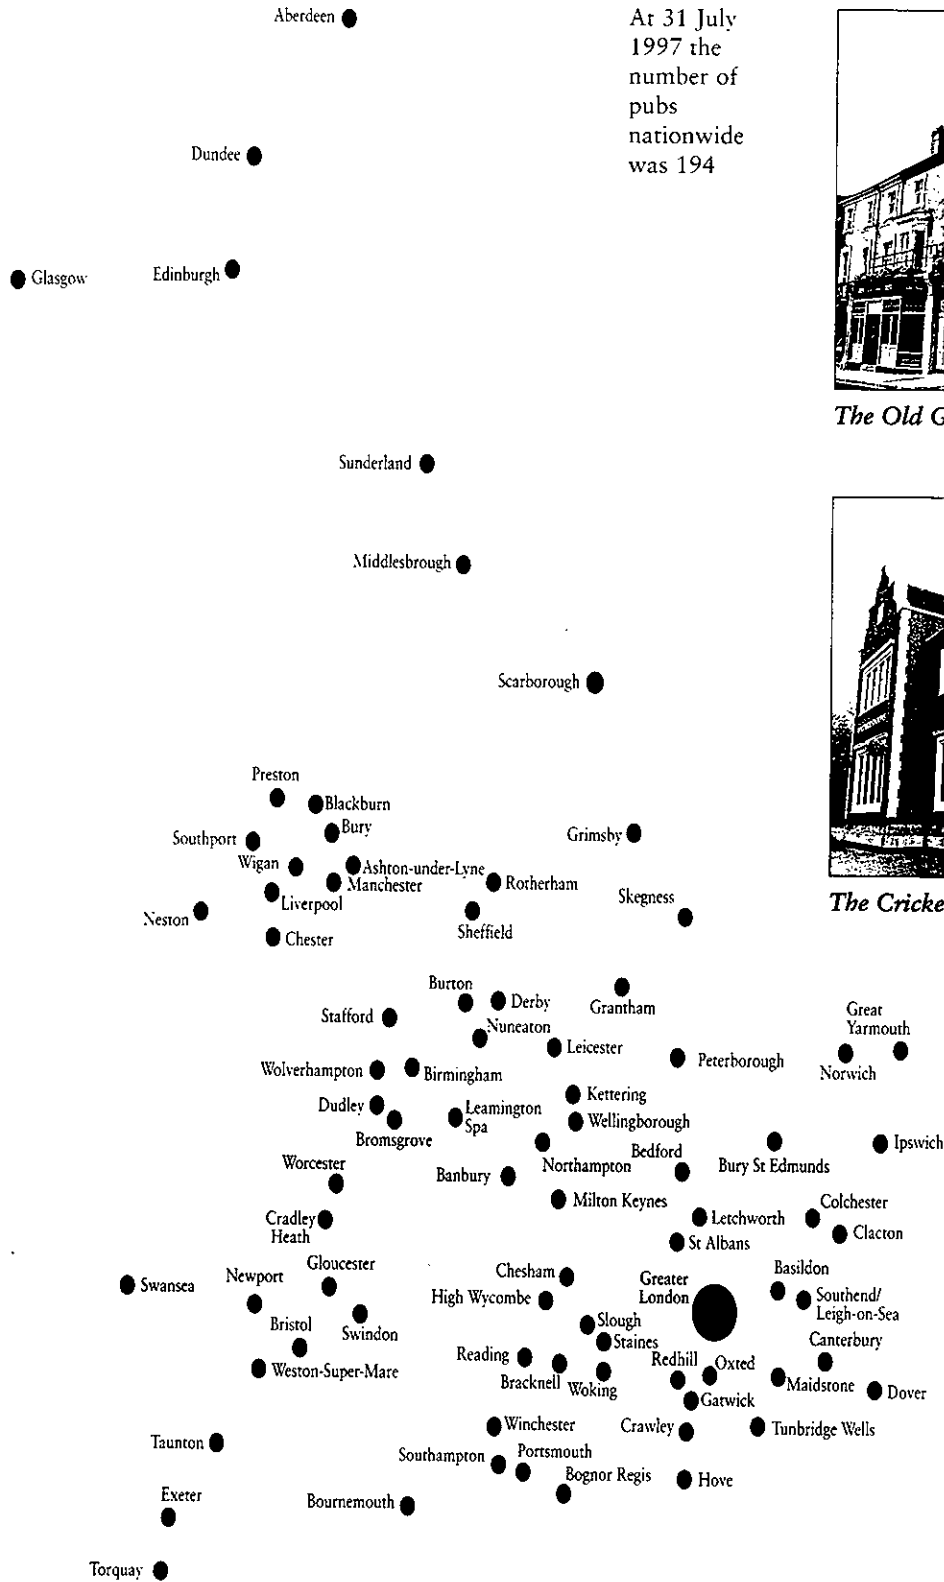 Aberdeen
At 31 July
1997 the
number of
pubs
nationwide
was 194
Dundee
Glasgow
Edinburgh
The Old G
Sunderland
Middlesbrough
Scarborough
Preston
Blackburn
Bury
Southport
Grimsby
Wigan
Ashton-under-Lyne
Manchester
Rotherham
Skegness
Liverpool
Neston
Sheffield
Chester
The Cricke
Burton
Derby
Grantham
Stafford
Nuneaton
Leicester
Great
Yarmouth
Peterborough
Norwich
Wolverhampton
Birmingham
Kettering
Dudley
Leamington
Spa
Wellingborough
Bromsgrove
Northampton
Bedford
Bury St Edmunds
Ipswich
Worcester
Banbury
Milton Keynes
Cradley
Heath
Letchworth
Colchester
Clacton
St Albans
Swansea
Newport
Gloucester
Chesham
Greater
London
Basildon
High Wycombe
Southend/
Leigh-on-Sea
Bristol
Swindon
Slough
Staines
Canterbury
Weston-Super-Mare
Reading
Bracknell
Woking
Redhill
Oxted
Maidstone
Dover
Gatwick
Winchester
Crawley
Tunbridge Wells
Taunton
Southampton
Portsmouth
Bognor Regis
Hove
Exeter
Bournemouth
Torquay